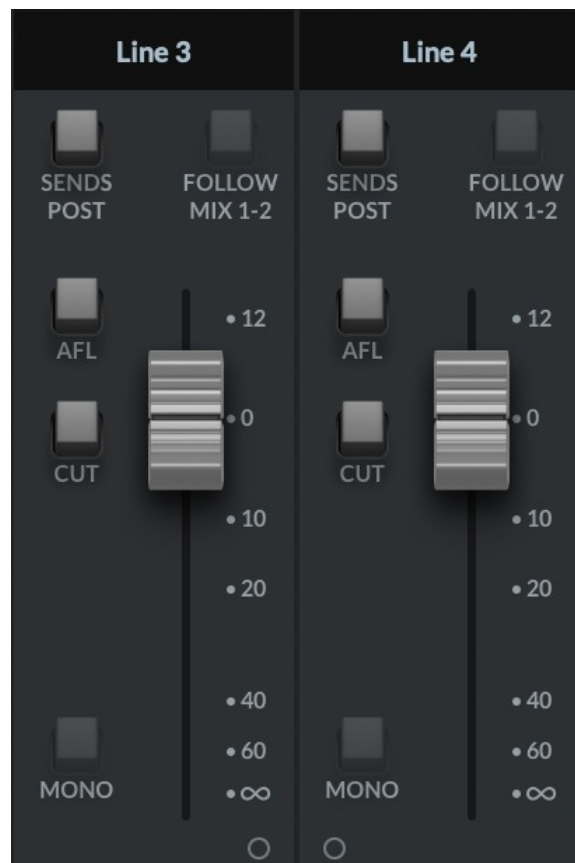 Line 3
Line 4
SENDS
POST
FOLLOW
MIX 1-2
SENDS
POST
FOLLOW
MIX 1-2
AFL
12
AFL
12
CUT
0
CUT
0
10
10
20
20
40
40
60
60
MONO
∞
MONO
∞